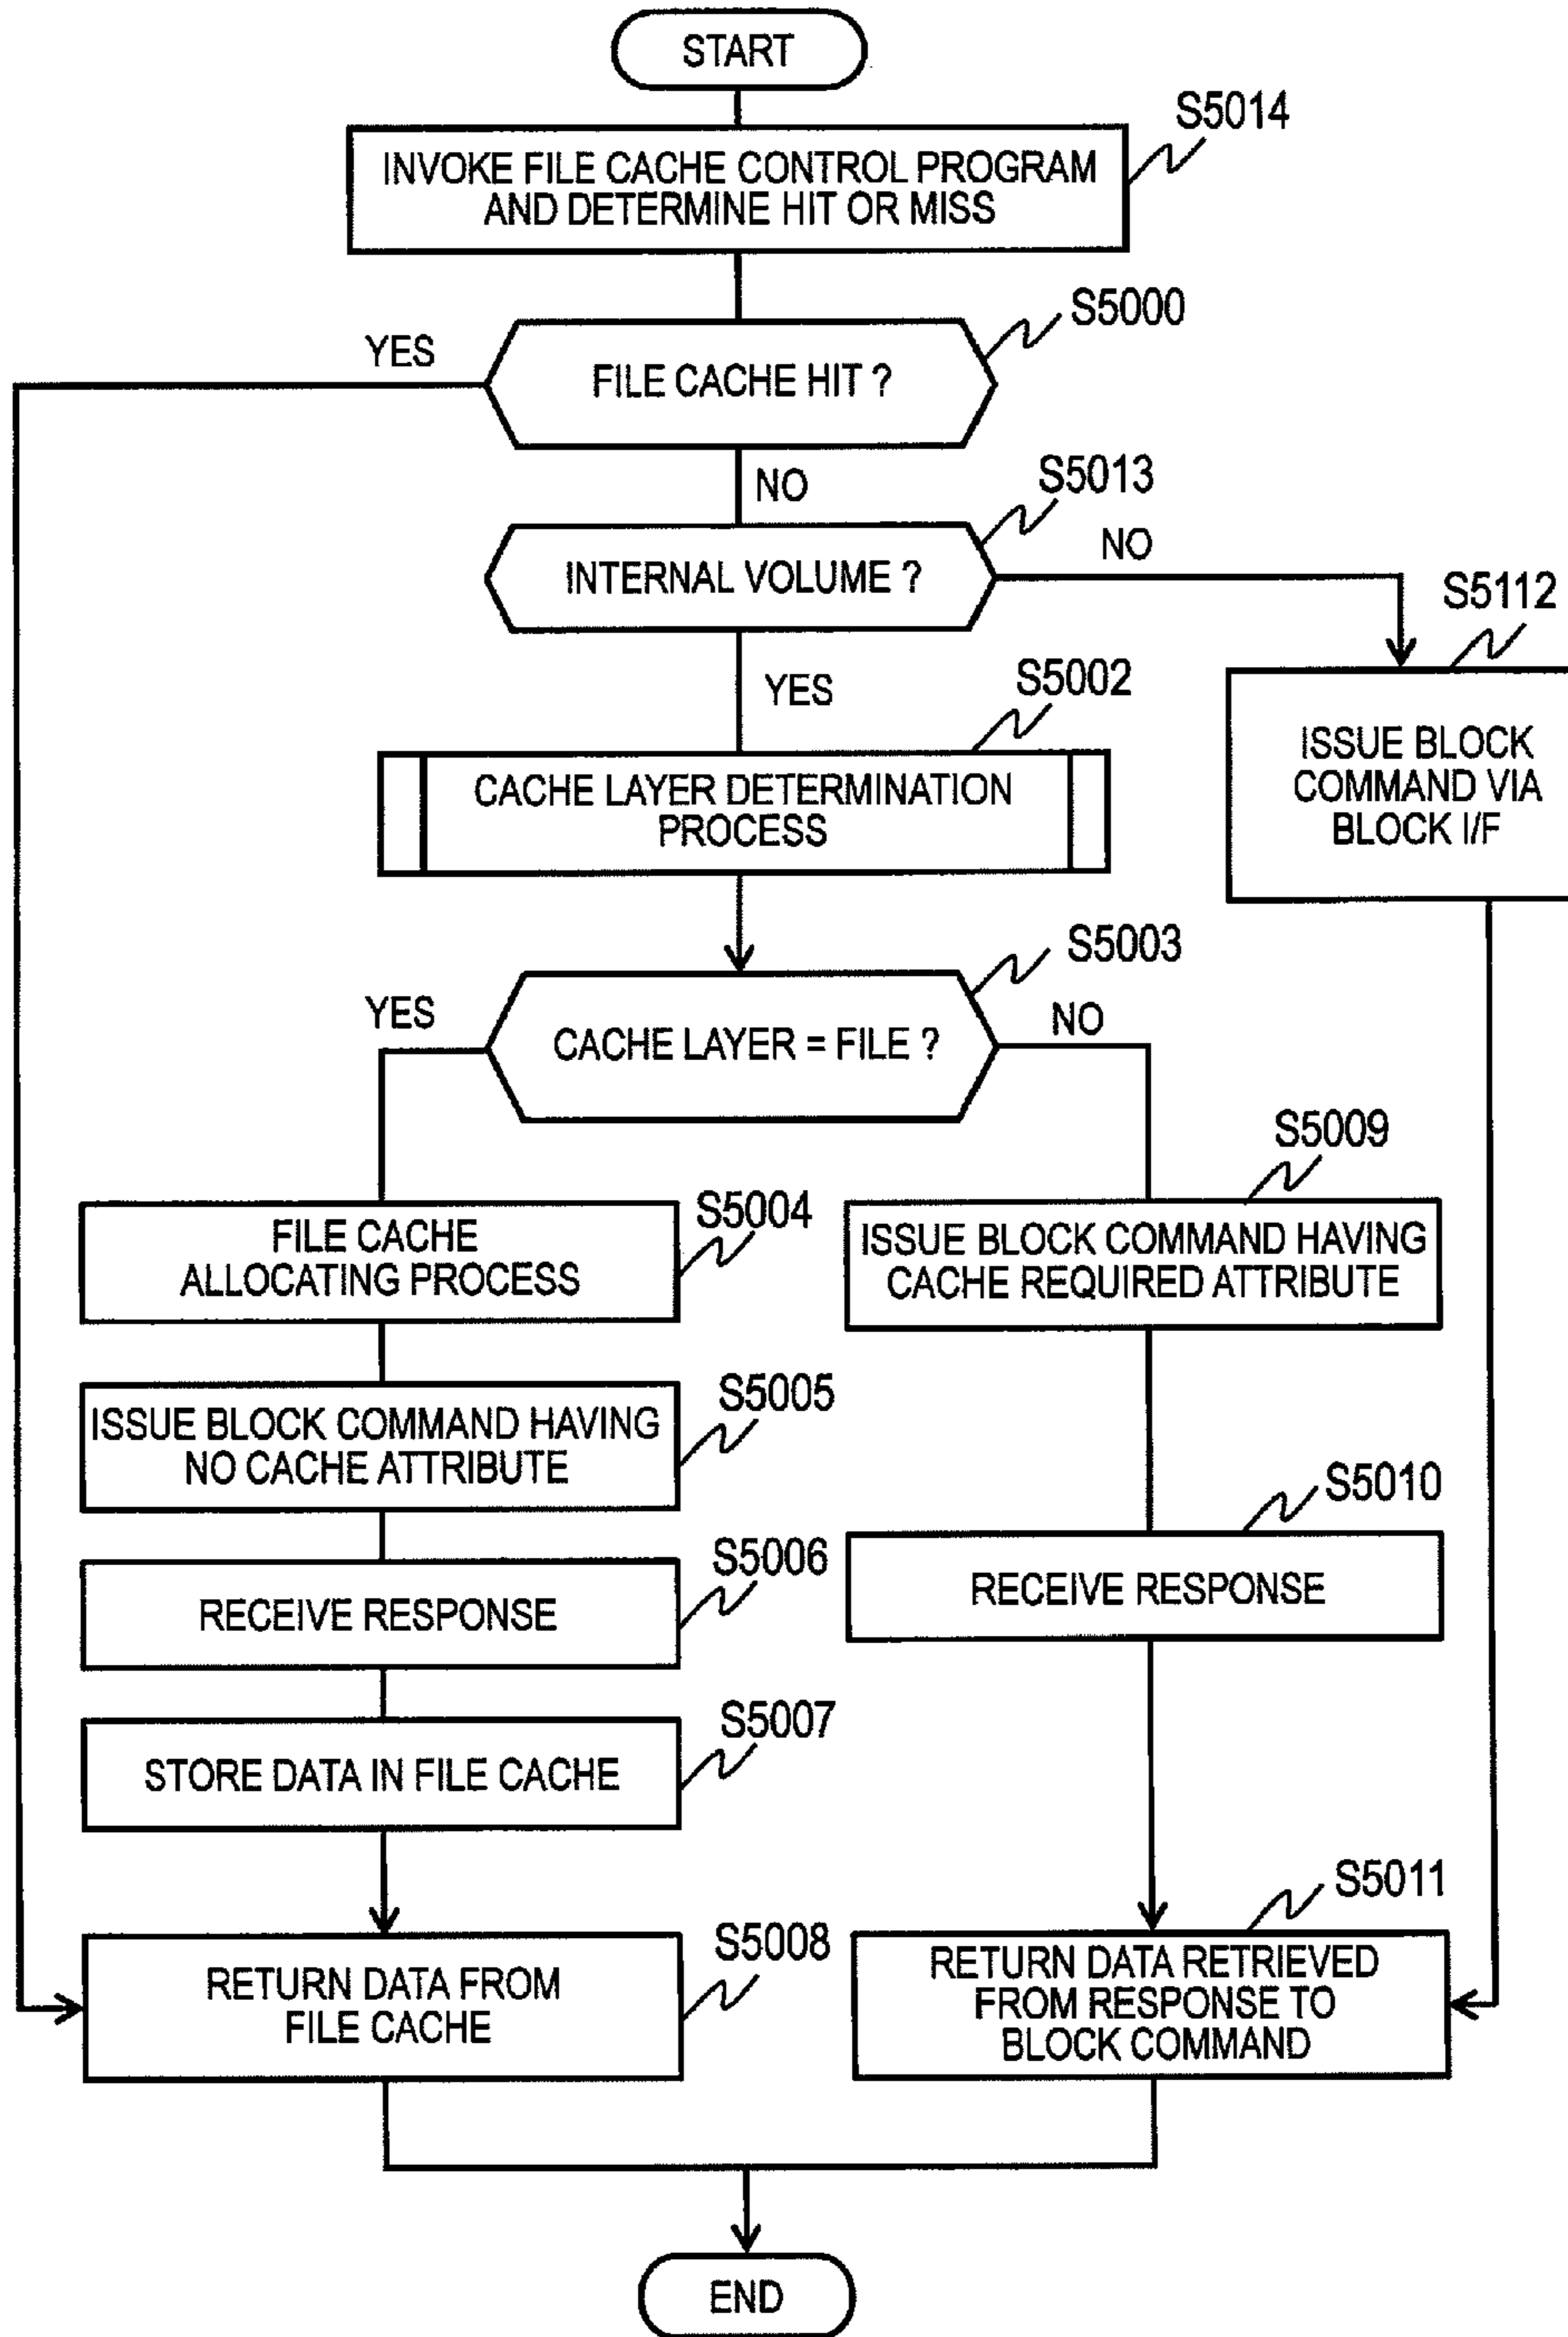 START
S5014
INVOKE FILE CACHE CONTROL PROGRAM
AND DETERMINE HIT OR MISS
S5000
YES
FILE CACHE HIT ?
NO
S5013
INTERNAL VOLUME ?
NO
S5112
YES
S5002
ISSUE BLOCK
COMMAND VIA
BLOCK I/F
CACHE LAYER DETERMINATION
PROCESS
S5003
YES
CACHE LAYER = FILE ?
NO
S5009
S5004
FILE CACHE
ALLOCATING PROCESS
ISSUE BLOCK COMMAND HAVING
CACHE REQUIRED ATTRIBUTE
S5005
ISSUE BLOCK COMMAND HAVING
NO CACHE ATTRIBUTE
S5010
S5006
RECEIVE RESPONSE
RECEIVE RESPONSE
S5007
STORE DATA IN FILE CACHE
S5011
S5008
RETURN DATA FROM
FILE CACHE
RETURN DATA RETRIEVED
FROM RESPONSE TO
BLOCK COMMAND
END